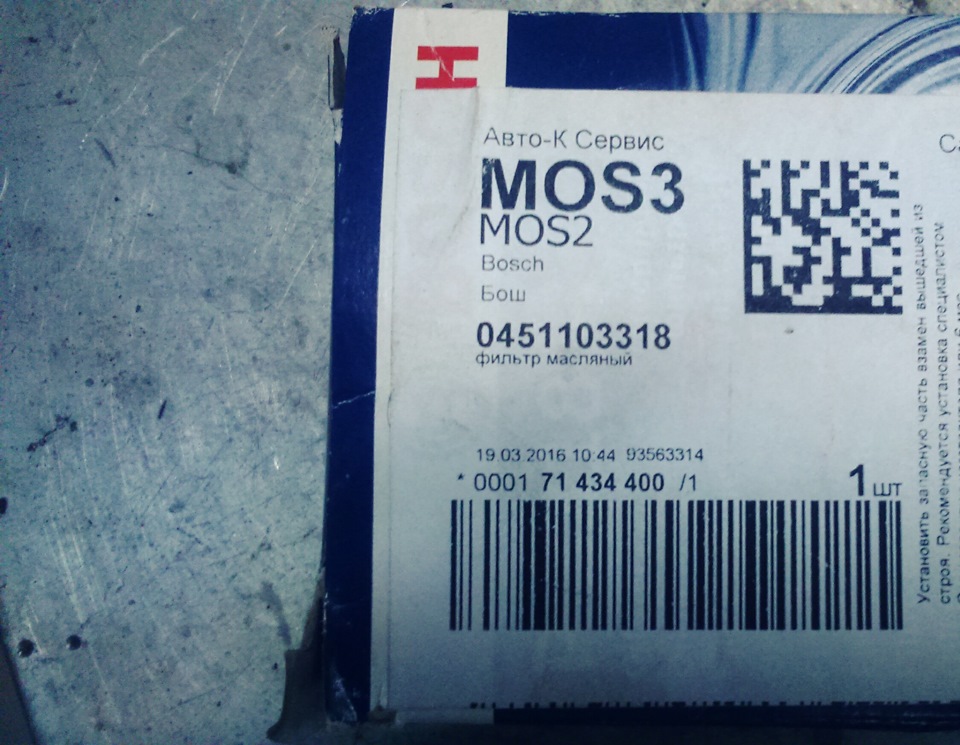 H
Авто-К Сервис
MOS3
MOS2
Bosch
Бош
0451103318
фильтр масляный
19.03.2016 10:44 93563314
* 0001 71 434 400 /1
1 шт
Установить запасную часть взамен вышедшей из
строя. Рекомендуется установка специалистом